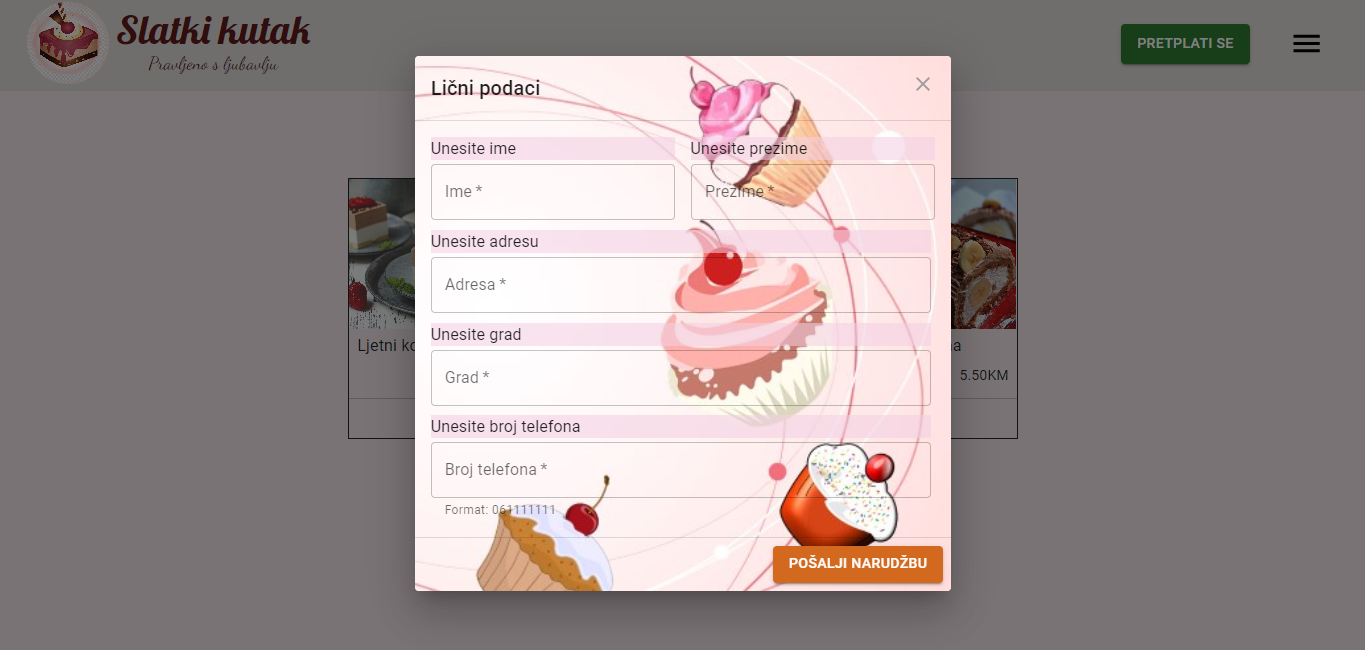 Slatki kutak
Pravljeno s ljubavlju
PRETPLATI SE
Lični podaci
Unesite ime
Unesite prezime
Ime *
Prezime *
Unesite adresu
Adresa *
Unesite grad
Grad *
Ljetni
5.50KM
Unesite broj telefona
Broj telefona *
Format: 061111111
POŠALJI NARUDŽBU